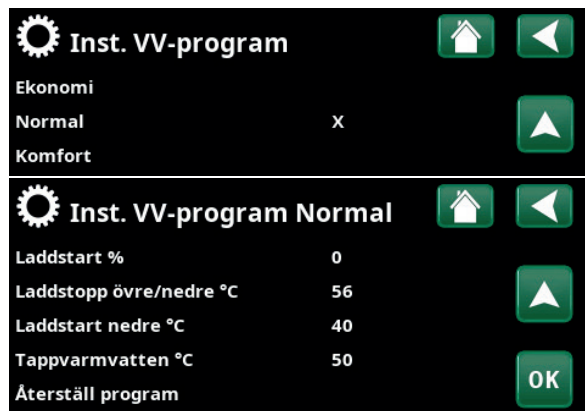 Inst. VV-program
Ekonomi
Normal X
Komfort
Inst. VV-program Normal
Laddstart % 0
Laddstopp övre/nedre °C 56
Laddstart nedre °C 40
Tappvarmvatten °C 50
Återställ program
OK